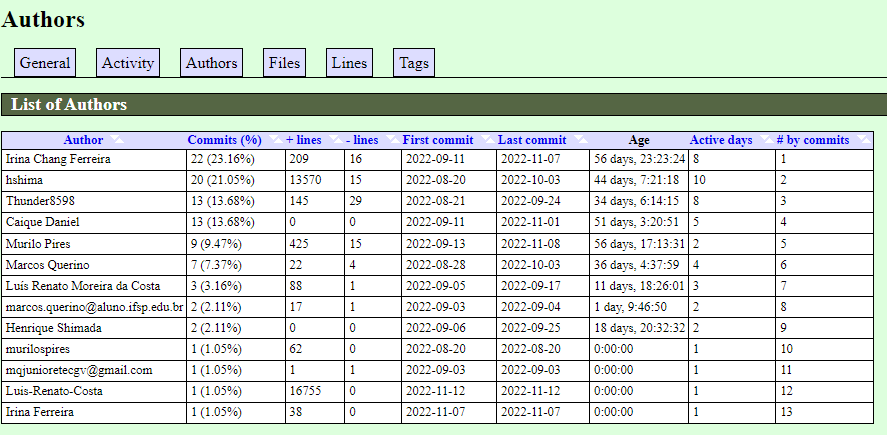 Authors
General Activity Authors Files Lines Tags
List of Authors
Author Commits (%) + lines - lines First commit Last commit Age Active days # by commits
Irina Chang Ferreira 22 (23.16%) 209 16 2022-09-11 2022-11-07 56 days, 23:23:24 8 1
hshima 20 (21.05%) 13570 15 2022-08-20 2022-10-03 44 days, 7:21:18 10 2
Thunder8598 13 (13.68%) 145 29 2022-08-21 2022-09-24 34 days, 6:14:15 8 3
Caique Daniel 13 (13.68%) 0 0 2022-09-11 2022-11-01 51 days, 3:20:51 5 4
Murilo Pires 9 (9.47%) 425 15 2022-09-13 2022-11-08 56 days, 17:13:31 2 5
Marcos Querino 7 (7.37%) 22 4 2022-08-28 2022-10-03 36 days, 4:37:59 4 6
Luís Renato Moreira da Costa 3 (3.16%) 88 1 2022-09-05 2022-09-17 11 days, 18:26:01 3 7
marcos.querino@aluno.ifsp.edu.br 2 (2.11%) 17 1 2022-09-03 2022-09-04 1 day, 9:46:50 2 8
Henrique Shimada 2 (2.11%) 0 0 2022-09-06 2022-09-25 18 days, 20:32:32 2 9
murilospires 1 (1.05%) 62 0 2022-08-20 2022-08-20 0:00:00 1 10
mqjunioretecgv@gmail.com 1 (1.05%) 1 1 2022-09-03 2022-09-03 0:00:00 1 11
Luis-Renato-Costa 1 (1.05%) 16755 0 2022-11-12 2022-11-12 0:00:00 1 12
Irina Ferreira 1 (1.05%) 38 0 2022-11-07 2022-11-07 0:00:00 1 13